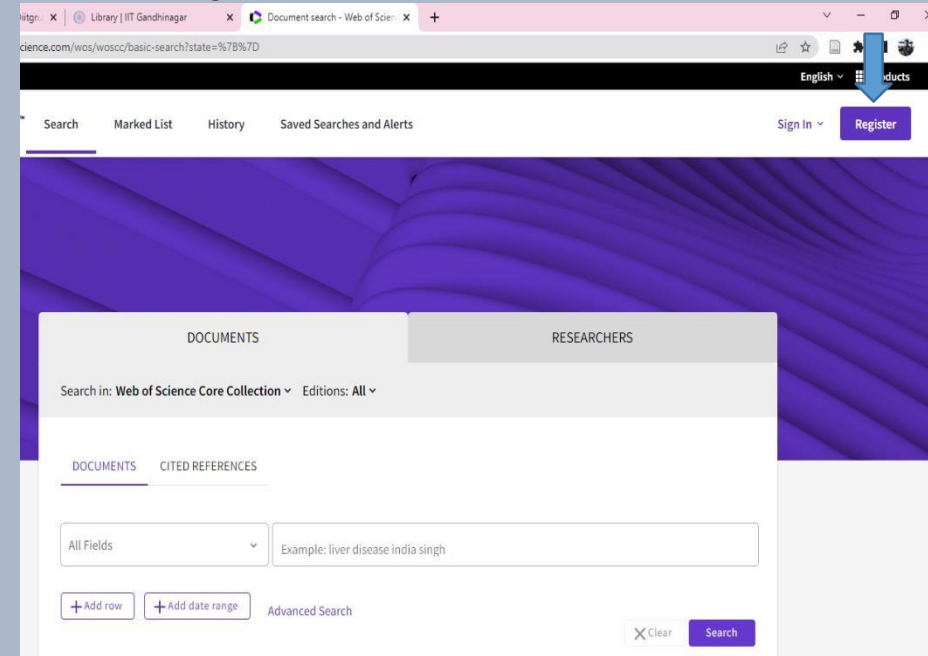 Library | IIT Gandhinagar
Document search - Web of Scien
cience.com/wos/woscc/basic-search?state=%7B%7D
English
Search Marked List History Saved Searches and Alerts Sign In Register
DOCUMENTS RESEARCHERS
Search in: Web of Science Core Collection Editions: All
DOCUMENTS CITED REFERENCES
All Fields Example: liver disease india singh
+ Add row + Add date range Advanced Search
Clear Search